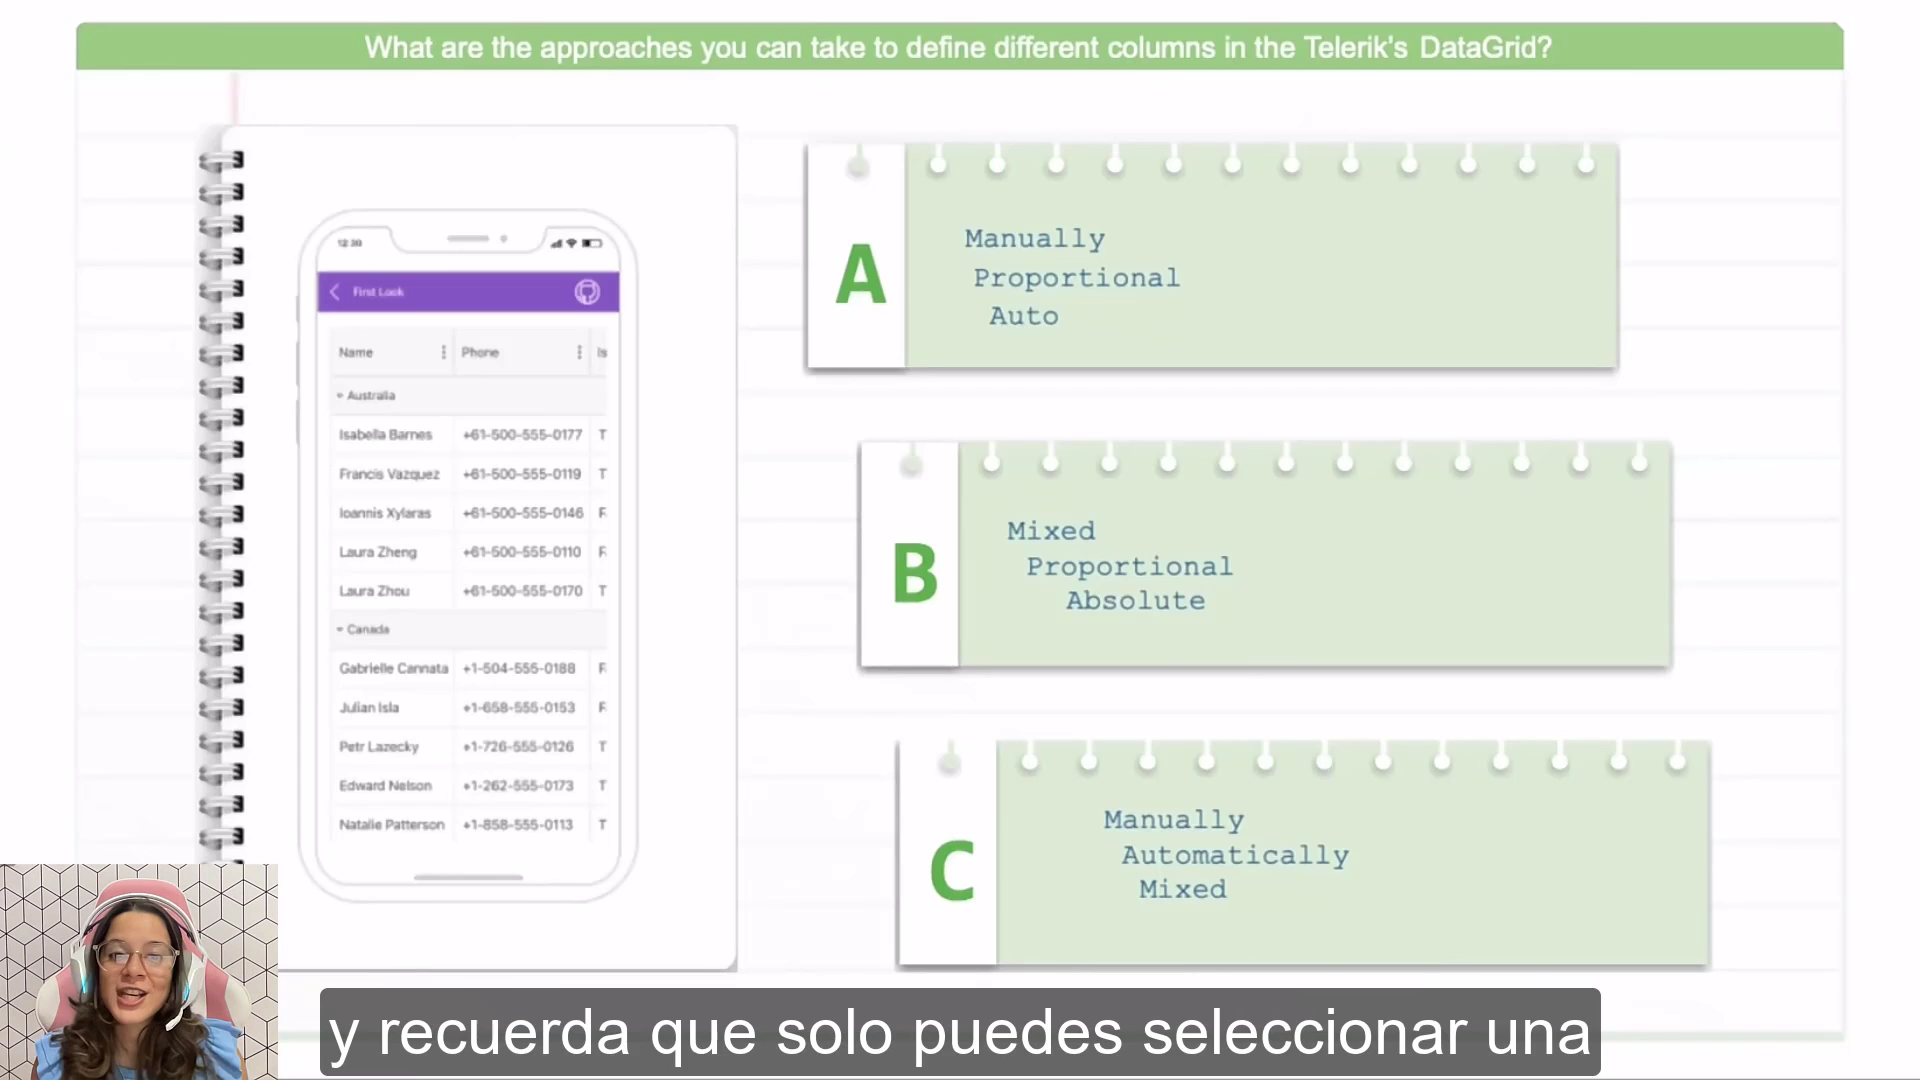 What are the approaches you can take to define different columns in the Telerik's DataGrid?
12:30
First Look
Name
Phone
Is
Australia
Isabella Barnes +61-500-555-0177 T
Francis Vazquez +61-500-555-0119 T
Ioannis Xylaras +61-500-555-0146 F
Laura Zheng +61-500-555-0110 F
Laura Zhou +61-500-555-0170 T
Canada
Gabrielle Cannata +1-504-555-0188 F
Julian Isla +1-658-555-0153 F
Petr Lazecky +1-726-555-0126 T
Edward Nelson +1-262-555-0173 T
Natalie Patterson +1-858-555-0113 T
A
Manually
Proportional
Auto
B
Mixed
Proportional
Absolute
C
Manually
Automatically
Mixed
y recuerda que solo puedes seleccionar una